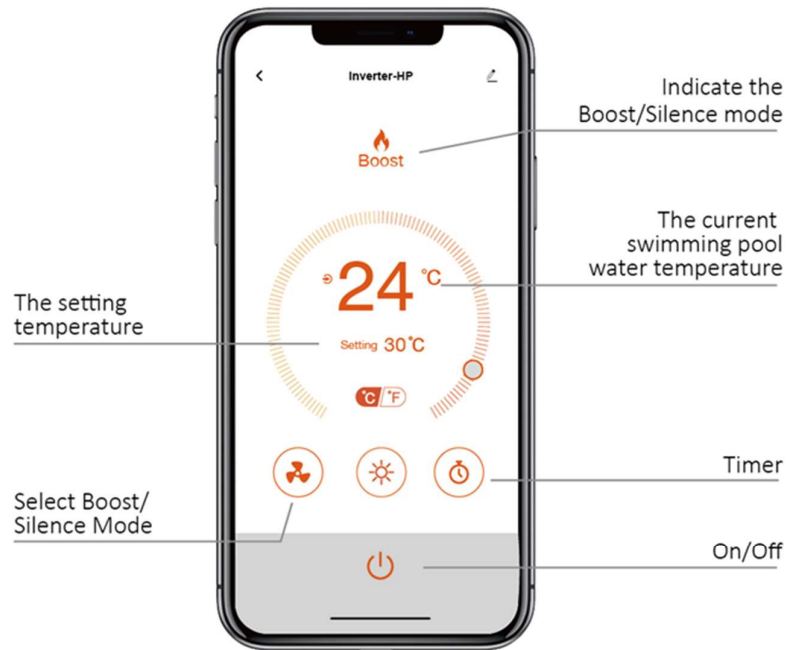 Inverter-HP
Indicate the
Boost/Silence mode
Boost
The current
swimming pool
water temperature
24 °C
The setting
temperature
Setting 30°C
°C/°F
Timer
Select Boost/
Silence Mode
On/Off